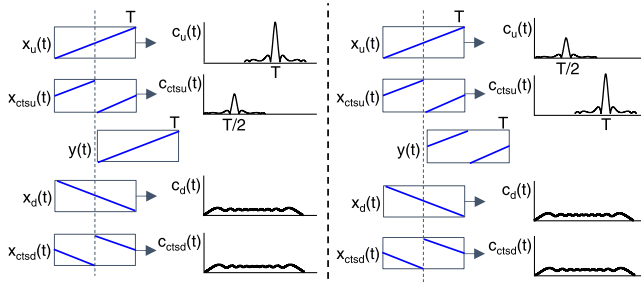 T
x_u(t)
c_u(t)
T
x_ctsu(t)
c_ctsu(t)
T/2
T
y(t)
x_d(t)
c_d(t)
x_ctsd(t)
c_ctsd(t)
T
x_u(t)
c_u(t)
T/2
x_ctsu(t)
c_ctsu(t)
T
T
y(t)
x_d(t)
c_d(t)
x_ctsd(t)
c_ctsd(t)